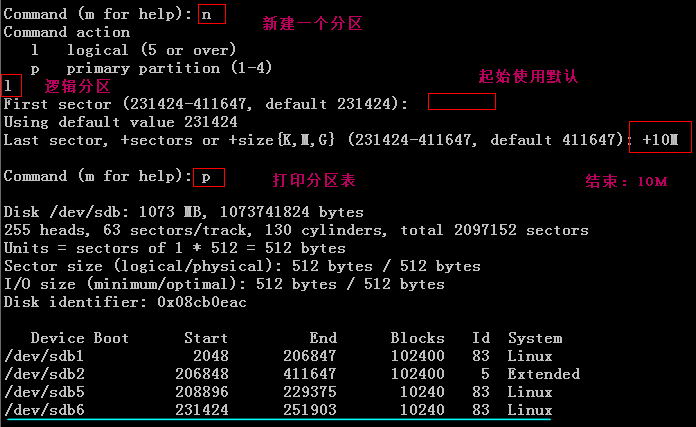 Command (m for help): n
新建一个分区
Command action
l   logical (5 or over)
p   primary partition (1-4)
l
逻辑分区
起始使用默认
First sector (231424-411647, default 231424):
Using default value 231424
Last sector, +sectors or +size{K,M,G} (231424-411647, default 411647): +10M
Command (m for help): p
打印分区表
结束：10M
Disk /dev/sdb: 1073 MB, 1073741824 bytes
255 heads, 63 sectors/track, 130 cylinders, total 2097152 sectors
Units = sectors of 1 * 512 = 512 bytes
Sector size (logical/physical): 512 bytes / 512 bytes
I/O size (minimum/optimal): 512 bytes / 512 bytes
Disk identifier: 0x08cb0eac
Device Boot      Start         End      Blocks   Id  System
/dev/sdb1            2048      206847      102400   83  Linux
/dev/sdb2          206848      411647      102400    5  Extended
/dev/sdb5          208896      229375       10240   83  Linux
/dev/sdb6          231424      251903       10240   83  Linux